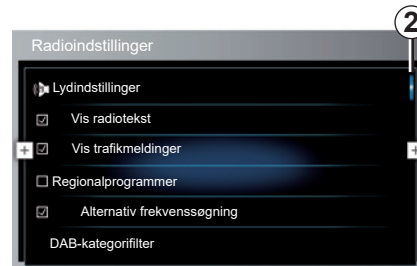 Radioindstillinger
2
Lydindstillinger
Vis radiotekst
Vis trafikmeldinger
Regionalprogrammer
Alternativ frekvenssøgning
DAB-kategorifilter